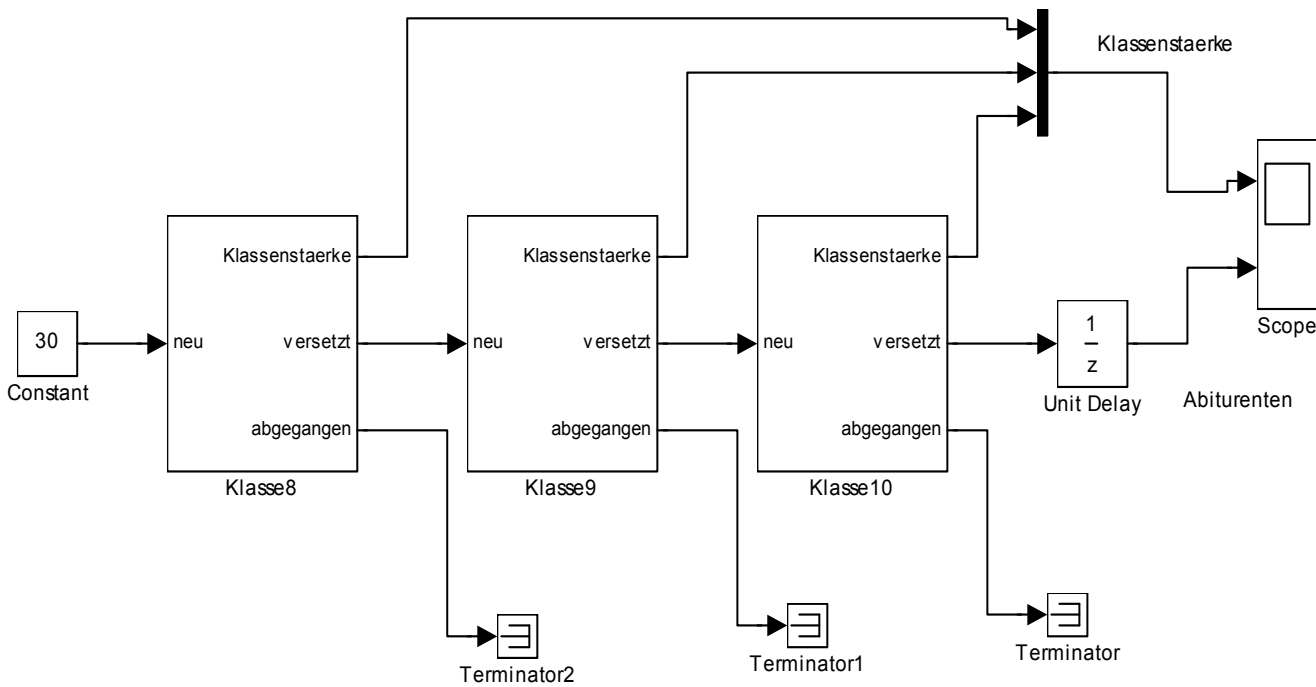 Klassenstaerke
Klassenstaerke
Klassenstaerke
Klassenstaerke
30
neu
versetzt
neu
versetzt
neu
versetzt
1
z
Scope
Constant
Unit Delay
Abiturenten
abgegangen
abgegangen
abgegangen
Klasse8
Klasse9
Klasse10
Terminator2
Terminator1
Terminator